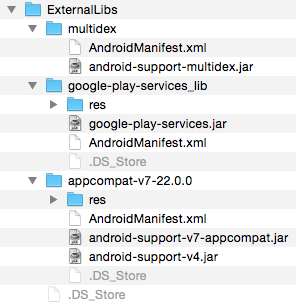 ExternalLibs
multidex
AndroidManifest.xml
android-support-multidex.jar
google-play-services_lib
res
google-play-services.jar
AndroidManifest.xml
.DS_Store
appcompat-v7-22.0.0
res
AndroidManifest.xml
android-support-v7-appcompat.jar
android-support-v4.jar
.DS_Store
.DS_Store